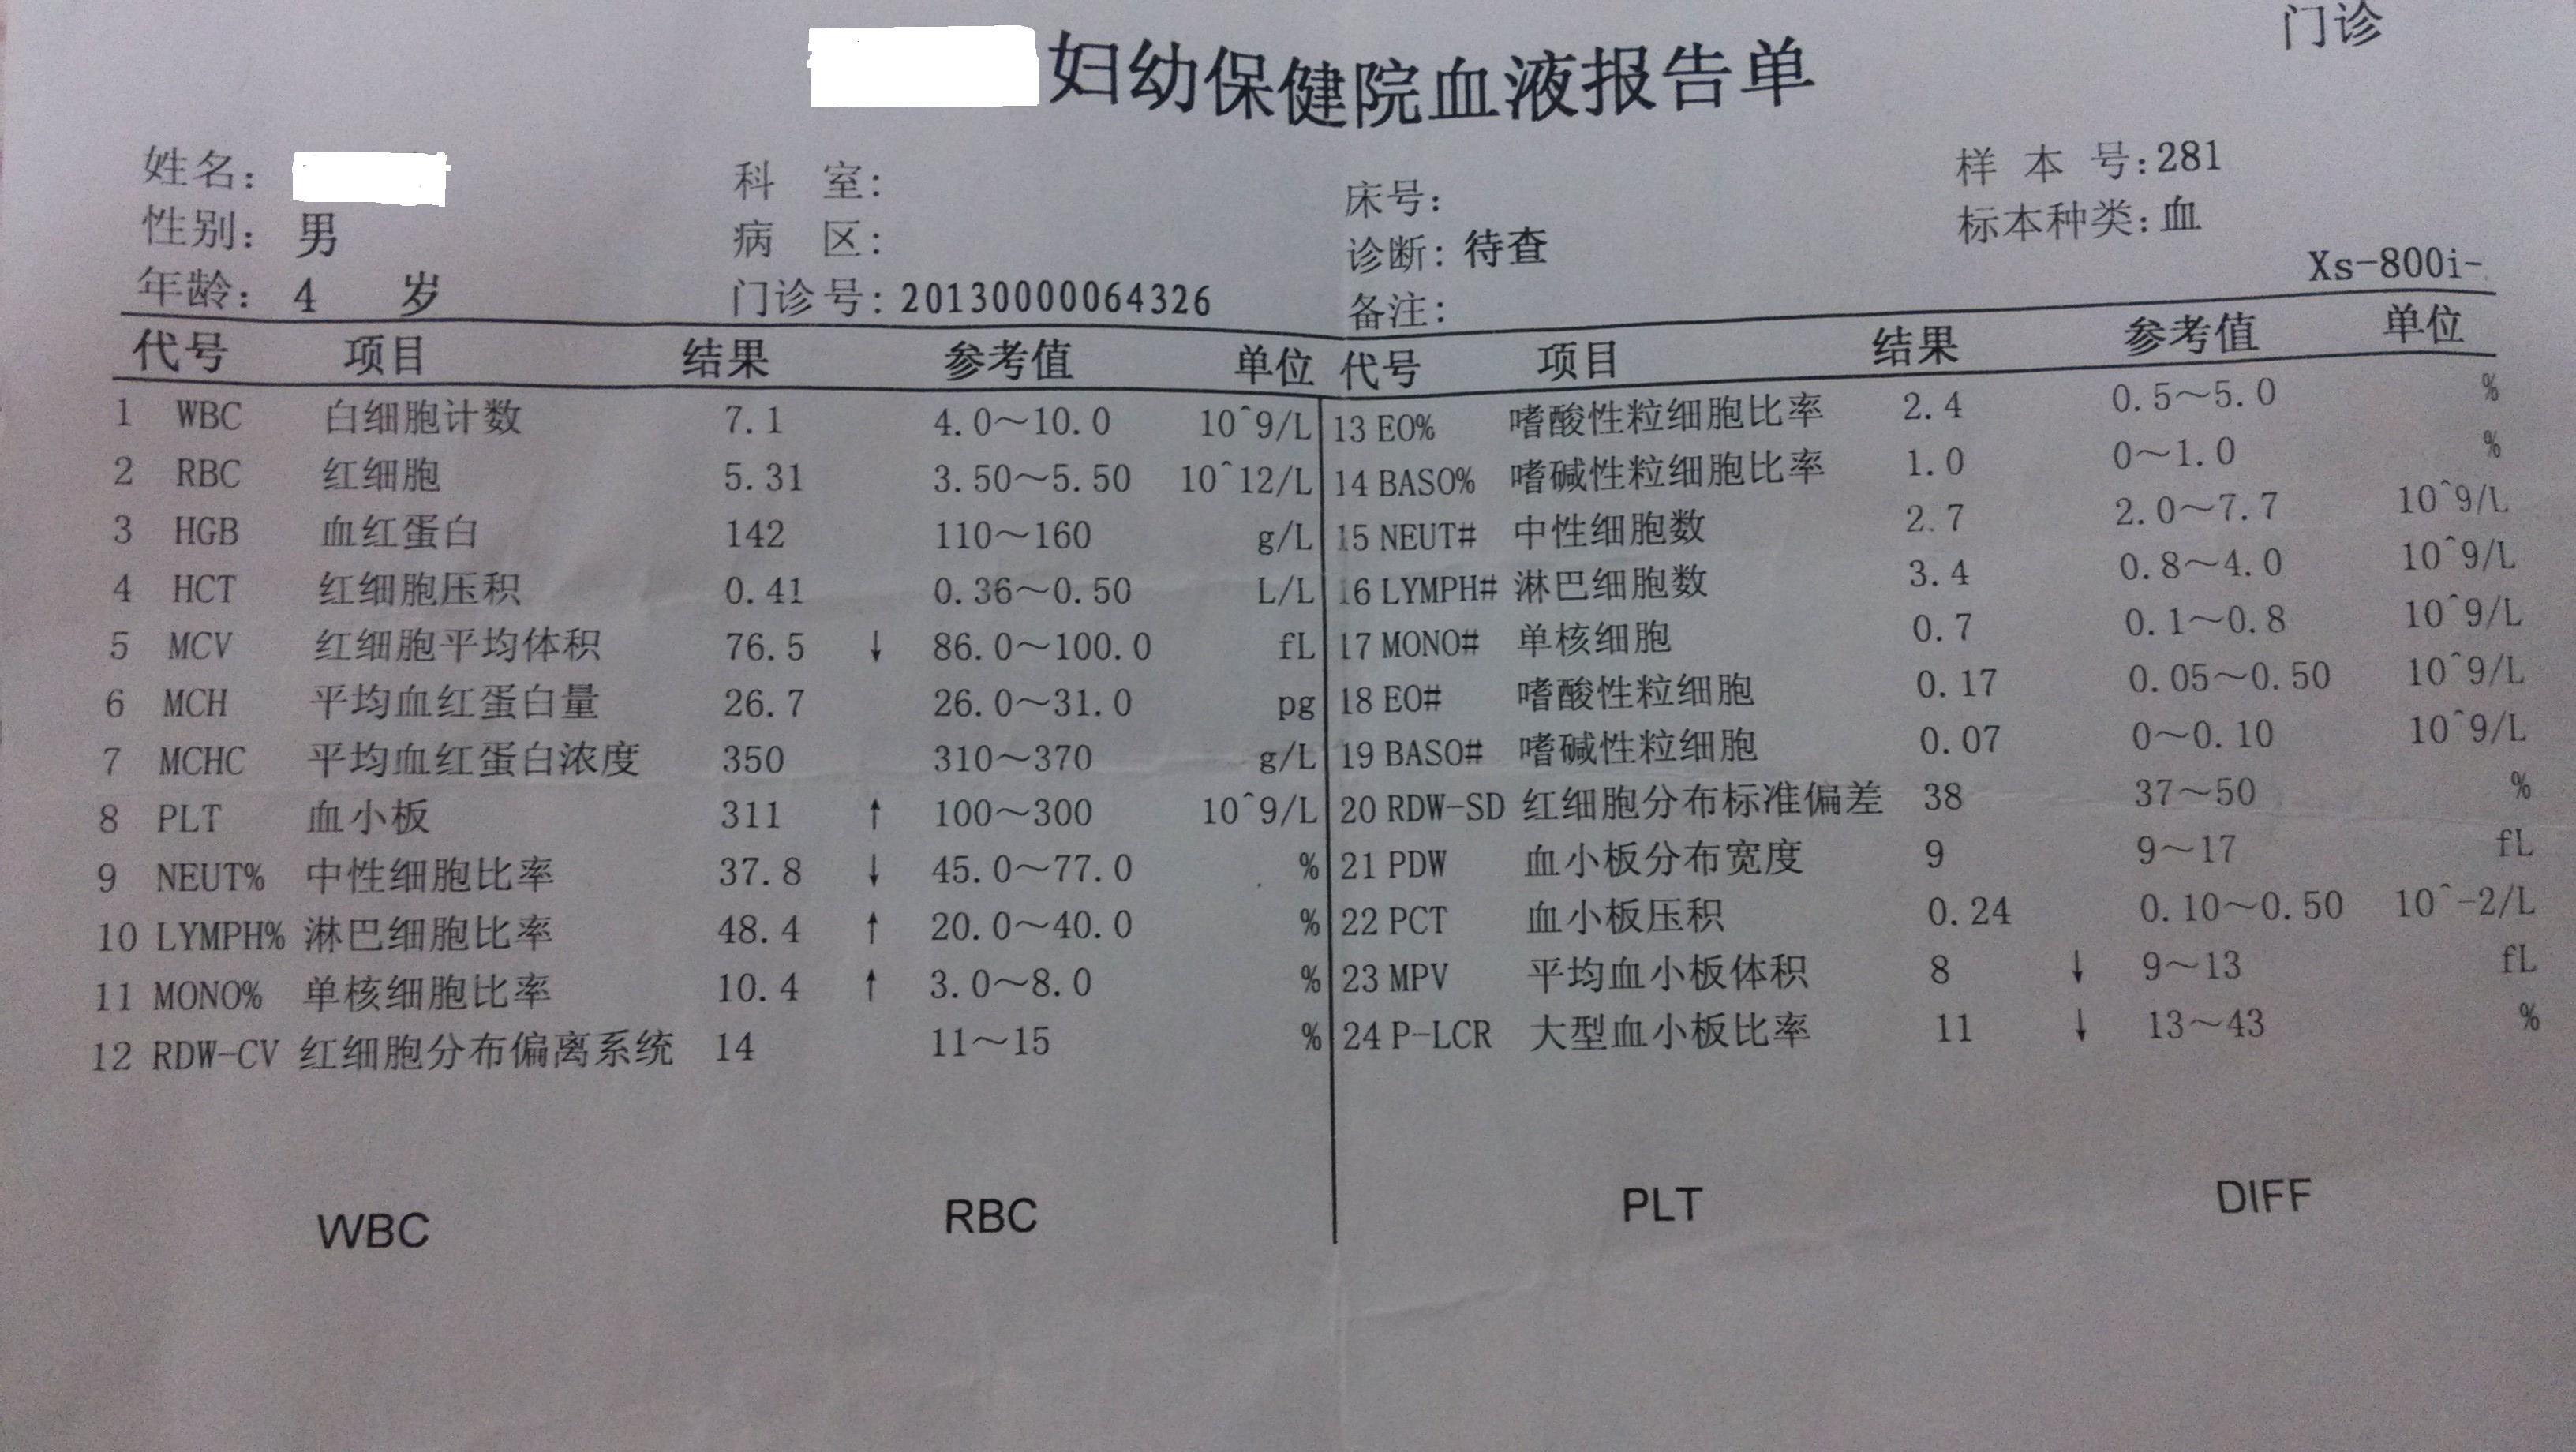 门诊
妇幼保健院血液报告单
姓名: 科 室: 床号: 样 本 号:281
性别: 男 病 区: 诊断: 待查 标本种类:血
年龄: 4 岁 门诊号:20130000064326 备注: Xs-800i-
代号 项目 结果 参考值 单位 代号 项目 结果 参考值 单位
1 WBC 白细胞计数 7.1 4.0~10.0 10^9/L 13 EO% 嗜酸性粒细胞比率 2.4 0.5~5.0 %
2 RBC 红细胞 5.31 3.50~5.50 10^12/L 14 BASO% 嗜碱性粒细胞比率 1.0 0~1.0 %
3 HGB 血红蛋白 142 110~160 g/L 15 NEUT# 中性细胞数 2.7 2.0~7.7 10^9/L
4 HCT 红细胞压积 0.41 0.36~0.50 L/L 16 LYMPH# 淋巴细胞数 3.4 0.8~4.0 10^9/L
5 MCV 红细胞平均体积 76.5 ↓ 86.0~100.0 fL 17 MONO# 单核细胞 0.7 0.1~0.8 10^9/L
6 MCH 平均血红蛋白量 26.7 26.0~31.0 pg 18 EO# 嗜酸性粒细胞 0.17 0.05~0.50 10^9/L
7 MCHC 平均血红蛋白浓度 350 310~370 g/L 19 BASO# 嗜碱性粒细胞 0.07 0~0.10 10^9/L
8 PLT 血小板 311 ↑ 100~300 10^9/L 20 RDW-SD 红细胞分布标准偏差 38 37~50 %
9 NEUT% 中性细胞比率 37.8 ↓ 45.0~77.0 % 21 PDW 血小板分布宽度 9 9~17 fL
10 LYMPH% 淋巴细胞比率 48.4 ↑ 20.0~40.0 % 22 PCT 血小板压积 0.24 0.10~0.50 10^-2/L
11 MONO% 单核细胞比率 10.4 ↑ 3.0~8.0 % 23 MPV 平均血小板体积 8 ↓ 9~13 fL
12 RDW-CV 红细胞分布偏离系统 14 11~15 % 24 P-LCR 大型血小板比率 11 ↓ 13~43 %
WBC RBC PLT DIFF